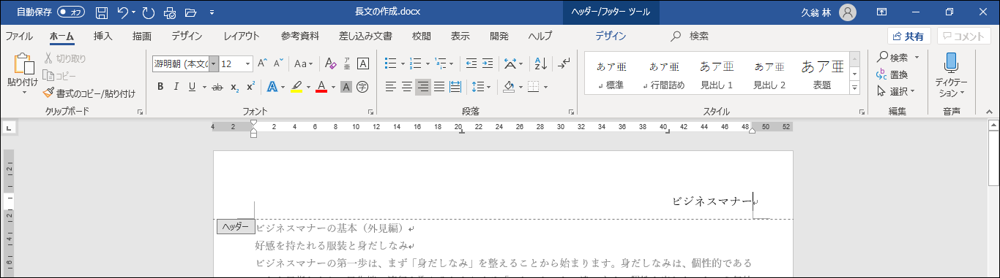 自動保存 オフ 長文の作成.docx ヘッダー/フッター ツール 久翁 林
ファイル ホーム 挿入 描画 デザイン レイアウト 参考資料 差し込み文書 校閲 表示 開発 ヘルプ デザイン 検索 共有 コメント
貼り付け
切り取り
コピー
書式のコピー/貼り付け
クリップボード
游明朝 (本文の 12 Aa
B I U ab x₂ x² A A A 字
フォント
段落
あア亜 標準
あア亜 行間詰め
あア亜 見出し 1
あア亜 見出し 2
あア亜 表題
スタイル
検索
置換
選択
編集
ディクテー
ション
音声
4 2 2 4 6 8 10 12 14 16 18 20 22 24 26 28 30 32 34 36 38 40 42 44 46 48 50 52
ビジネスマナー
ヘッダー
ビジネスマナーの基本（外見編）
好感を持たれる服装と身だしなみ
ビジネスマナーの第一歩は、まず「身だしなみ」を整えることから始まります。身だしなみは、個性的である